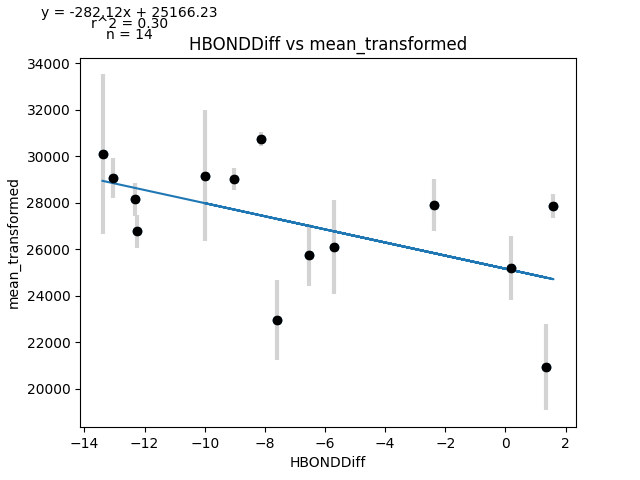 y = -282.12x + 25166.23
r^2 = 0.30
n = 14
HBONDDiff vs mean_transformed
34000
32000
30000
28000
26000
24000
22000
20000
mean_transformed
−14
−12
−10
−8
−6
−4
−2
0
2
HBONDDiff